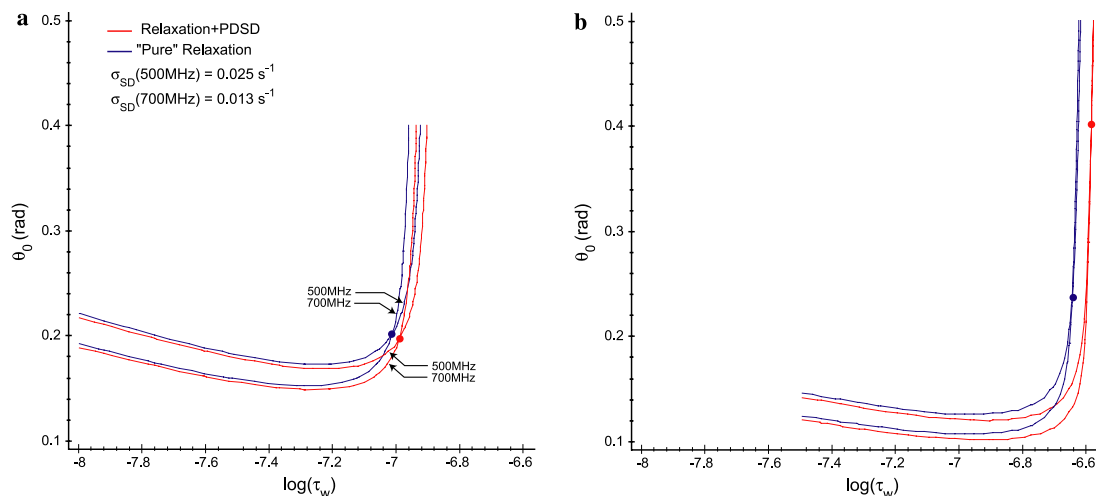 a
0.5
0.4
0.3
0.2
0.1
θ₀ (rad)
Relaxation+PDSD
"Pure" Relaxation
σSD(500MHz) = 0.025 s⁻¹
σSD(700MHz) = 0.013 s⁻¹
500MHz
700MHz
500MHz
700MHz
-8 -7.8 -7.6 -7.4 -7.2 -7 -6.8 -6.6
log(τw)
b
0.5
0.4
0.3
0.2
0.1
θ₀ (rad)
-8 -7.8 -7.6 -7.4 -7.2 -7 -6.8 -6.6
log(τw)